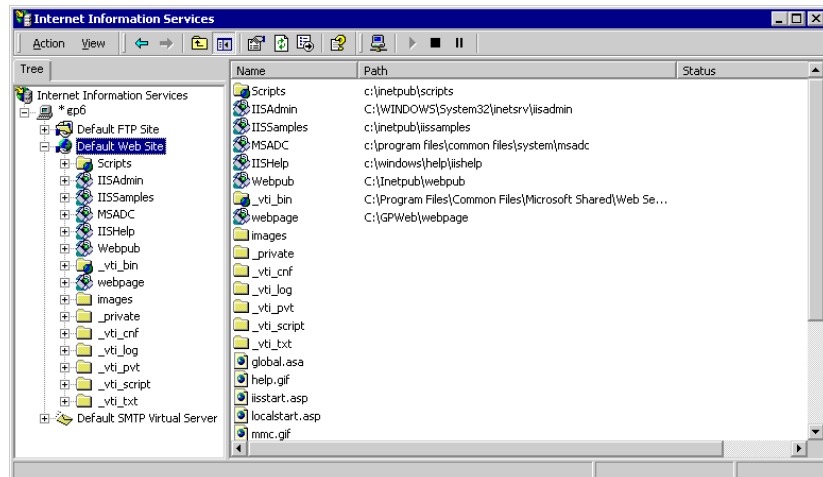 Internet Information Services
Action View
Tree
Internet Information Services
* gp6
Default FTP Site
Default Web Site
Scripts
IISAdmin
IISSamples
MSADC
IISHelp
Webpub
_vti_bin
webpage
images
_private
_vti_cnf
_vti_log
_vti_pvt
_vti_script
_vti_txt
Default SMTP Virtual Server
Name Path Status
Scripts c:\inetpub\scripts
IISAdmin C:\WINDOWS\System32\inetsrv\iisadmin
IISSamples c:\inetpub\iissamples
MSADC c:\program files\common files\system\msadc
IISHelp c:\windows\help\iishelp
Webpub C:\Inetpub\webpub
_vti_bin C:\Program Files\Common Files\Microsoft Shared\Web Se...
webpage C:\GPWeb\webpage
images
_private
_vti_cnf
_vti_log
_vti_pvt
_vti_script
_vti_txt
global.asa
help.gif
iisstart.asp
localstart.asp
mmc.gif